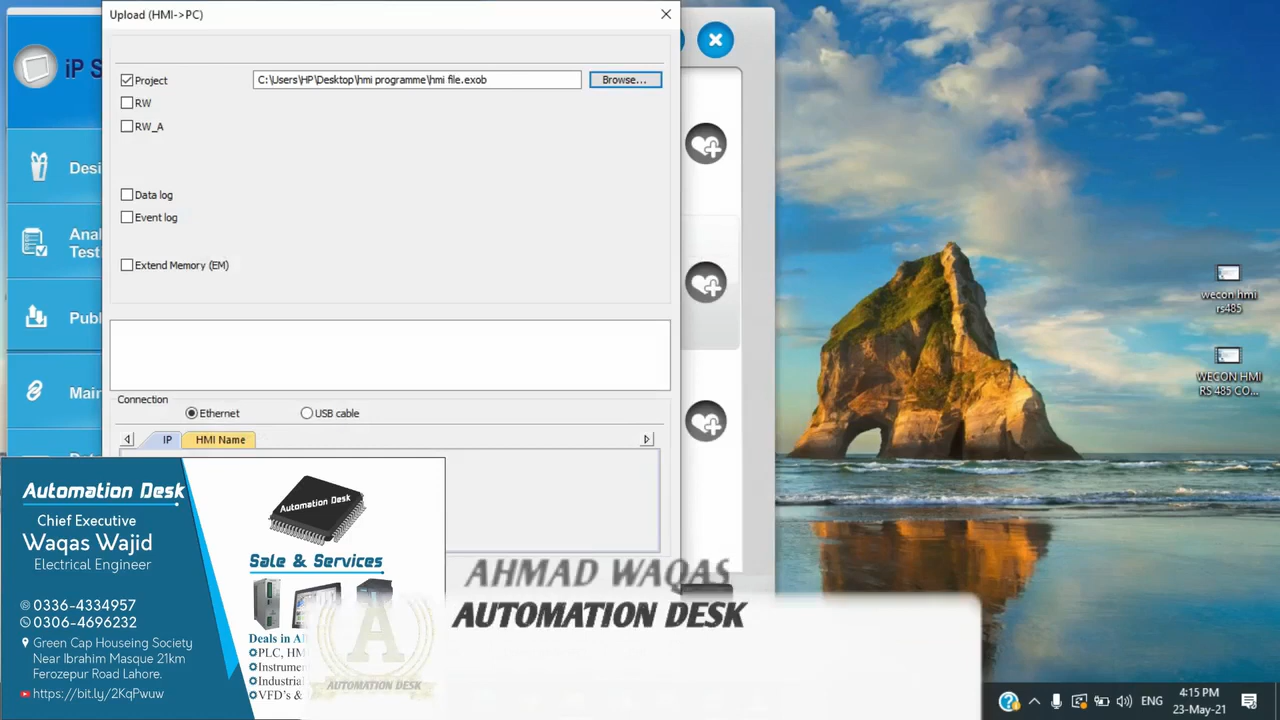 Upload (HMI->PC)
iP S
Project
C:\Users\HP\Desktop\hmi programme\hmi file.exob
Browse...
RW
RW_A
Desi
Data log
Event log
Anal
Test
Extend Memory (EM)
Publ
Main
Connection
Ethernet
USB cable
IP
HMI Name
wecon hmi
rs485
WECON HMI
RS 485 CO...
Automation Desk
Chief Executive
Waqas Wajid
Electrical Engineer
0336-4334957
0306-4696232
Green Cap Houseing Society
Near Ibrahim Masque 21km
Ferozepur Road Lahore.
https://bit.ly/2KqPwuw
Automation Desk
Sale & Services
Deals in Al
PLC, HM
Instrumen
Industrial
VFD's &
A
AUTOMATION DESK
AHMAD WAQAS
AUTOMATION DESK
ENG
4:15 PM
23-May-21